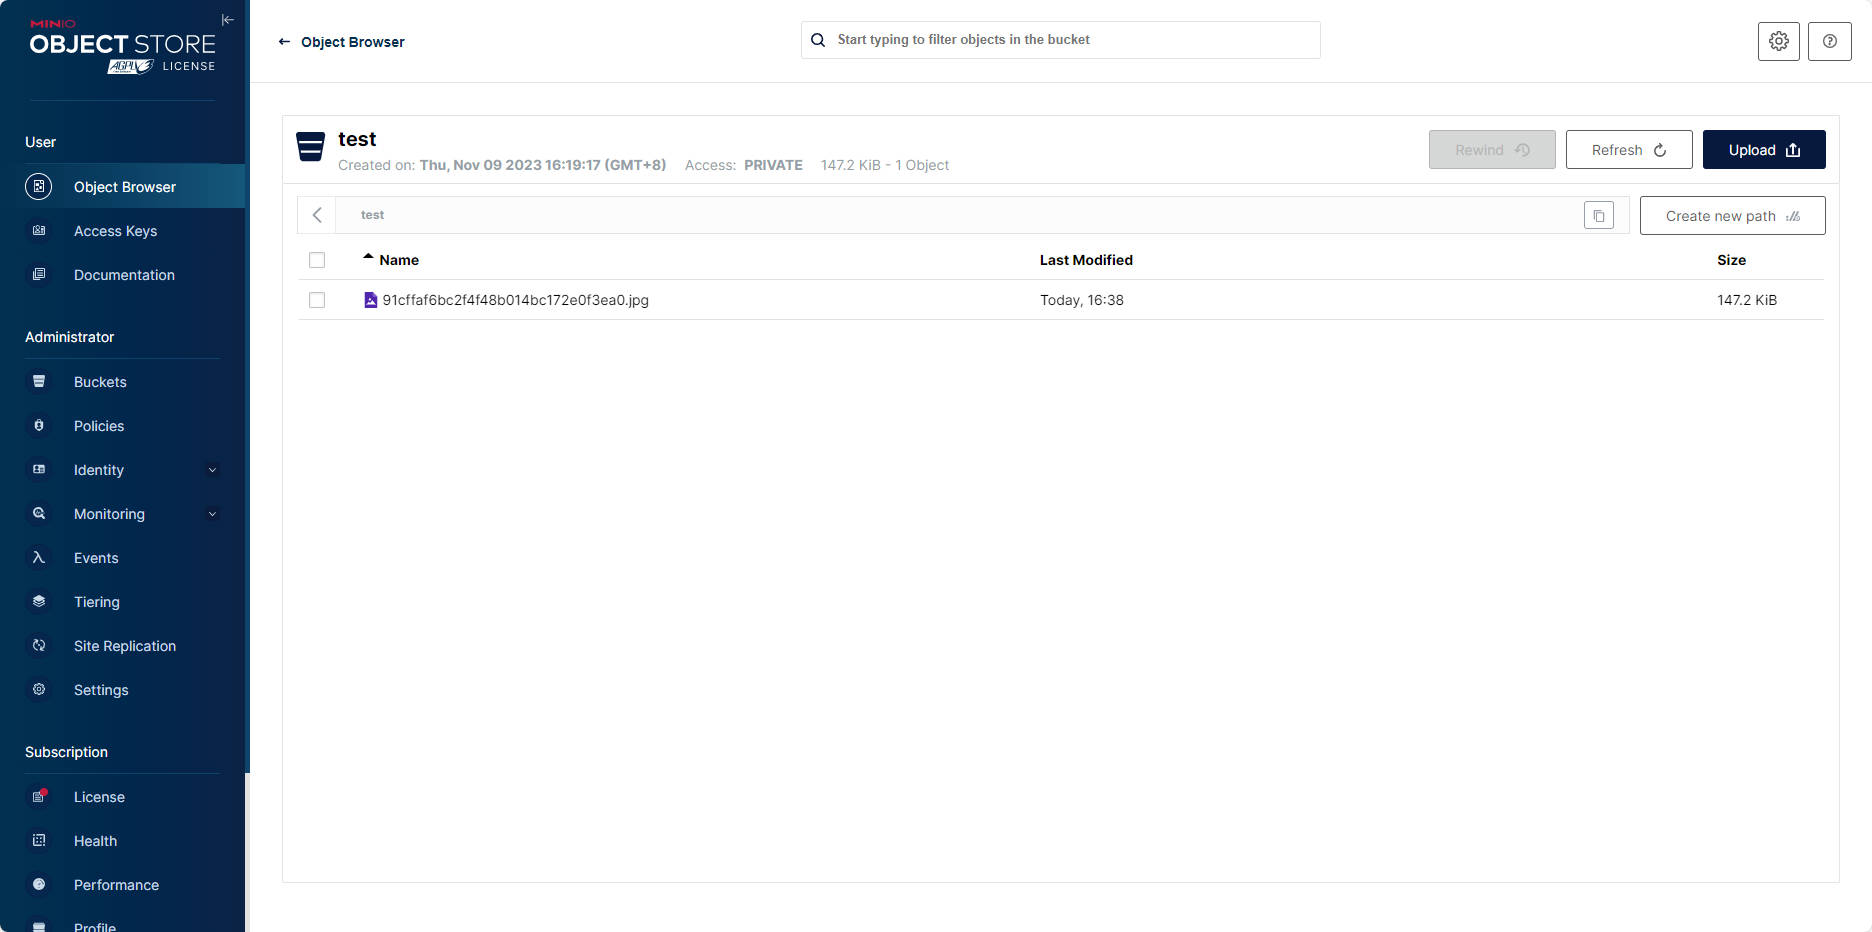 MINIO
OBJECT STORE
AGPLv3 LICENSE
User
Object Browser
Access Keys
Documentation
Administrator
Buckets
Policies
Identity
Monitoring
Events
Tiering
Site Replication
Settings
Subscription
License
Health
Performance
Profile
← Object Browser
Start typing to filter objects in the bucket
test
Created on: Thu, Nov 09 2023 16:19:17 (GMT+8) Access: PRIVATE 147.2 KiB - 1 Object
Rewind
Refresh
Upload
test
Create new path
Name Last Modified Size
91cffaf6bc2f4f48b014bc172e0f3ea0.jpg Today, 16:38 147.2 KiB